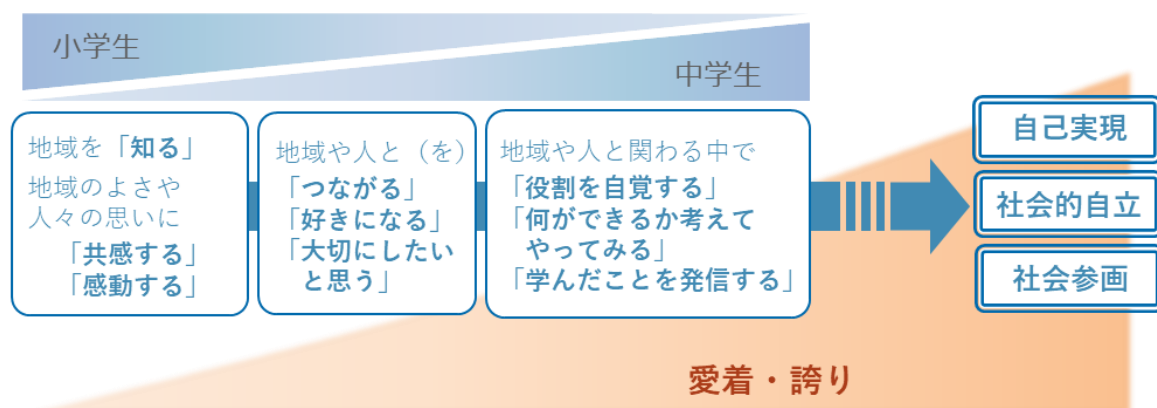 小学生
中学生
地域を「知る」
地域のよさや
人々の思いに
「共感する」
「感動する」
地域や人と（を）
「つながる」
「好きになる」
「大切にしたい
と思う」
地域や人と関わる中で
「役割を自覚する」
「何ができるか考えて
やってみる」
「学んだことを発信する」
自己実現
社会的自立
社会参画
愛着・誇り